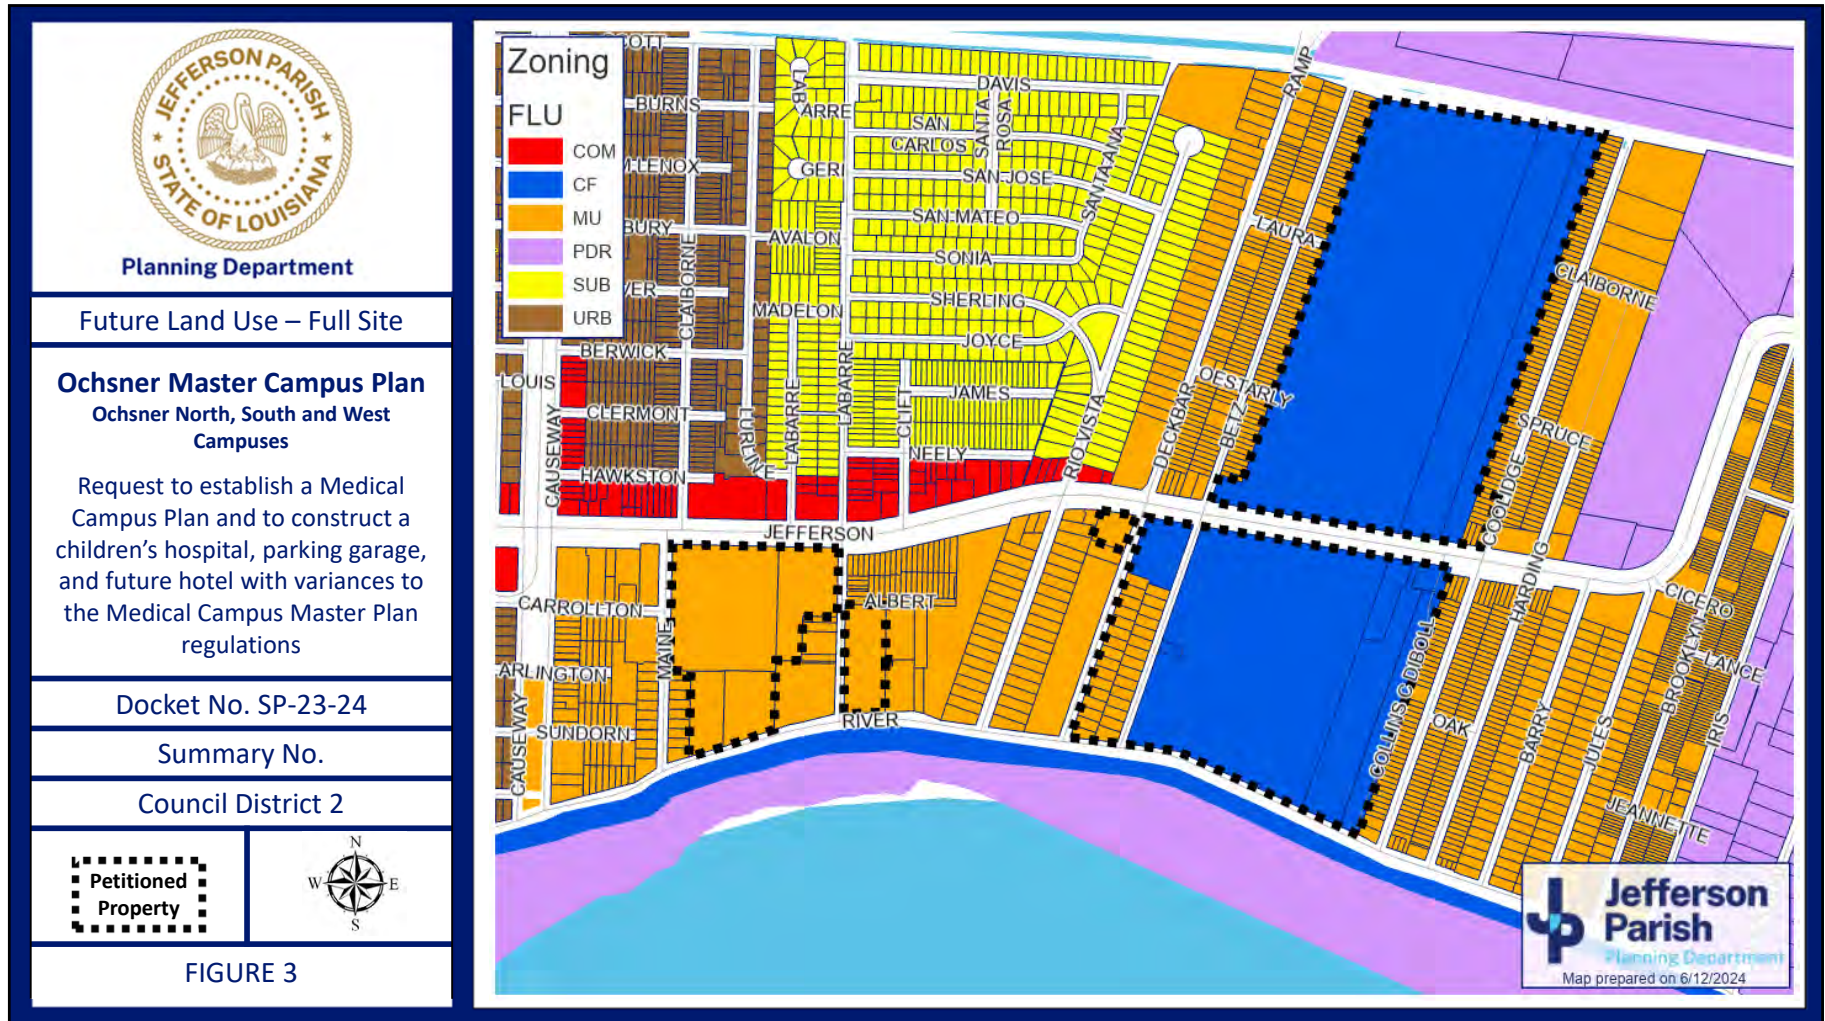 JEFFERSON PARISH
STATE OF LOUISIANA
Planning Department
Future Land Use – Full Site
Ochsner Master Campus Plan
Ochsner North, South and West
Campuses
Request to establish a Medical
Campus Plan and to construct a
children’s hospital, parking garage,
and future hotel with variances to
the Medical Campus Master Plan
regulations
Docket No. SP-23-24
Summary No.
Council District 2
Petitioned
Property
N
W
E
S
FIGURE 3
Zoning
FLU
COM
CF
MU
PDR
SUB
URB
BURNS
CLAIBORNE
BERWICK
LOUIS
CLERMONT
CAUSEWAY
HAWKSTON
LURLINE
LAB
ARRE
GERI
AVALON
MADELON
LABARRE
LABARRE
CLIFT
DAVIS
SANTA
ROSA
SAN
CARLOS
SAN JOSE
SAN MATEO
SONIA
SHERLING
JOYCE
JAMES
NEELY
SANTA ANA
RIO VISTA
RAMP
LAURA
DECKBAR
BETZ
OESTARLY
CLAIBORNE
SPRUCE
COOLIDGE
HARDING
JEFFERSON
CARROLLTON
MAINE
ALBERT
ARLINGTON
CAUSEWAY
SUNDORN
RIVER
COLLINS C DIBOLL
OAK
BARRY
JULES
CICERO
BROOKLYN
LANCE
IRIS
JEANNETTE
JP
Jefferson
Parish
Planning Department
Map prepared on 6/12/2024